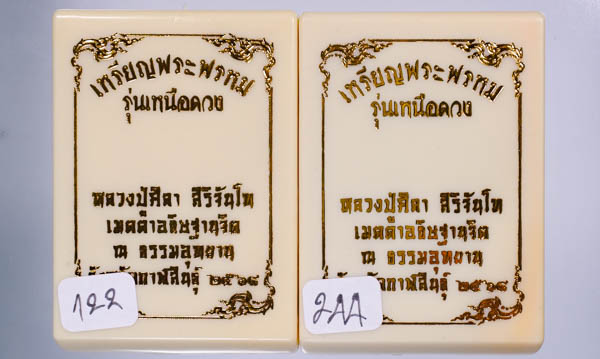 เหรียญพระพรหม
รุ่นเหนือดวง
หลวงปู่ศิลา สิริจันโท
เมตตาอธิษฐานจิต
ณ ธรรมอุทยาน
กาฬสินธุ์ ๒๕๖๘
122
เหรียญพระพรหม
รุ่นเหนือดวง
หลวงปู่ศิลา สิริจันโท
เมตตาอธิษฐานจิต
ณ ธรรมอุทยาน
กาฬสินธุ์ ๒๕๖๘
2AA